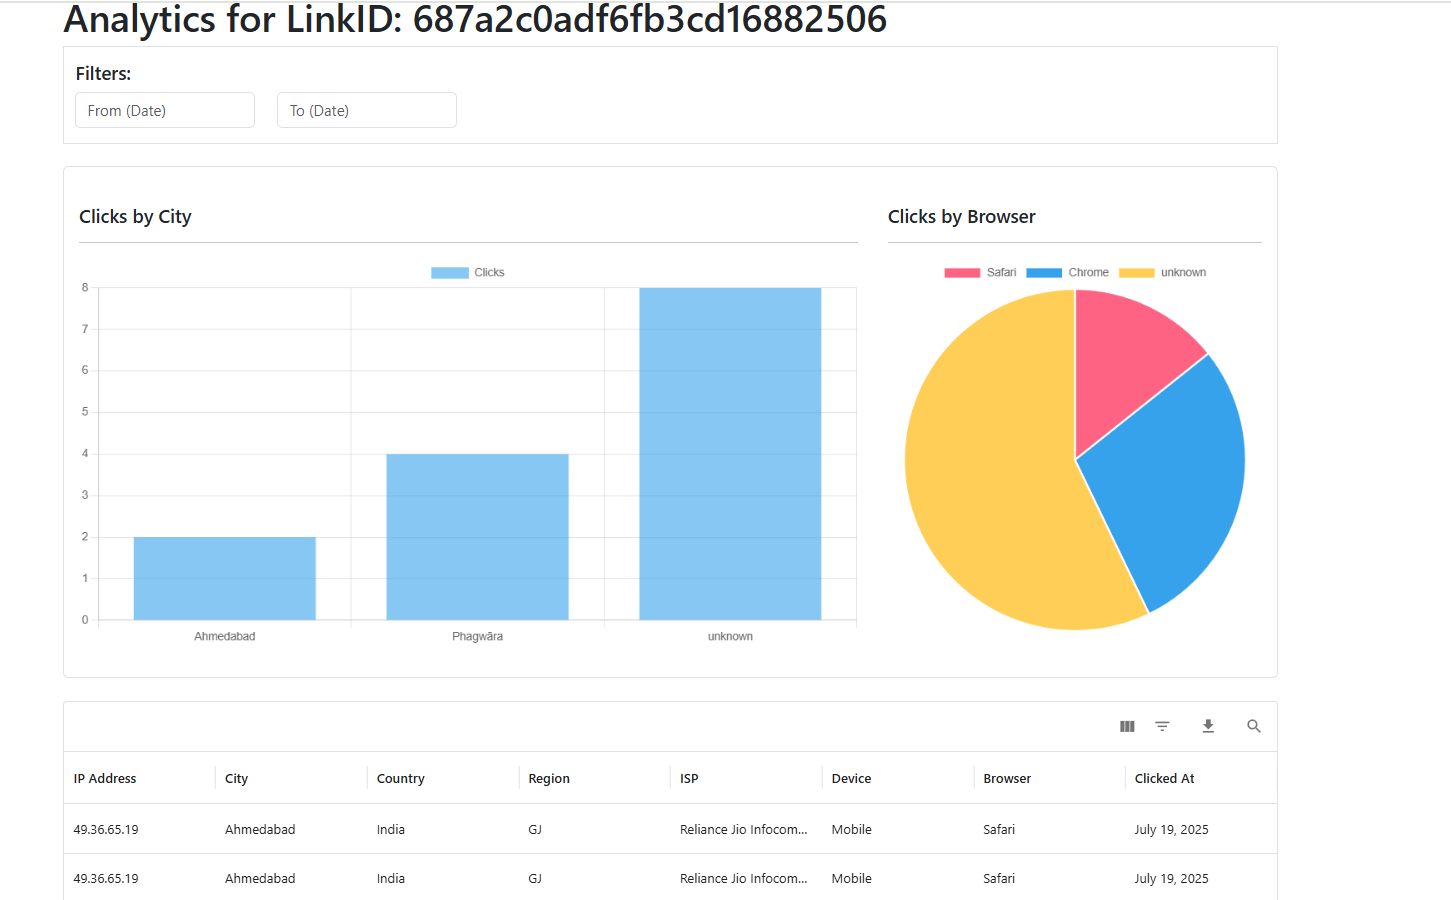 Analytics for LinkID: 687a2c0adf6fb3cd16882506
Filters:
From (Date) To (Date)
Clicks by City
Clicks
8
7
6
5
4
3
2
1
0
Ahmedabad Phagwāra unknown
Clicks by Browser
Safari Chrome unknown
IP Address City Country Region ISP Device Browser Clicked At
49.36.65.19 Ahmedabad India GJ Reliance Jio Infocom... Mobile Safari July 19, 2025
49.36.65.19 Ahmedabad India GJ Reliance Jio Infocom... Mobile Safari July 19, 2025